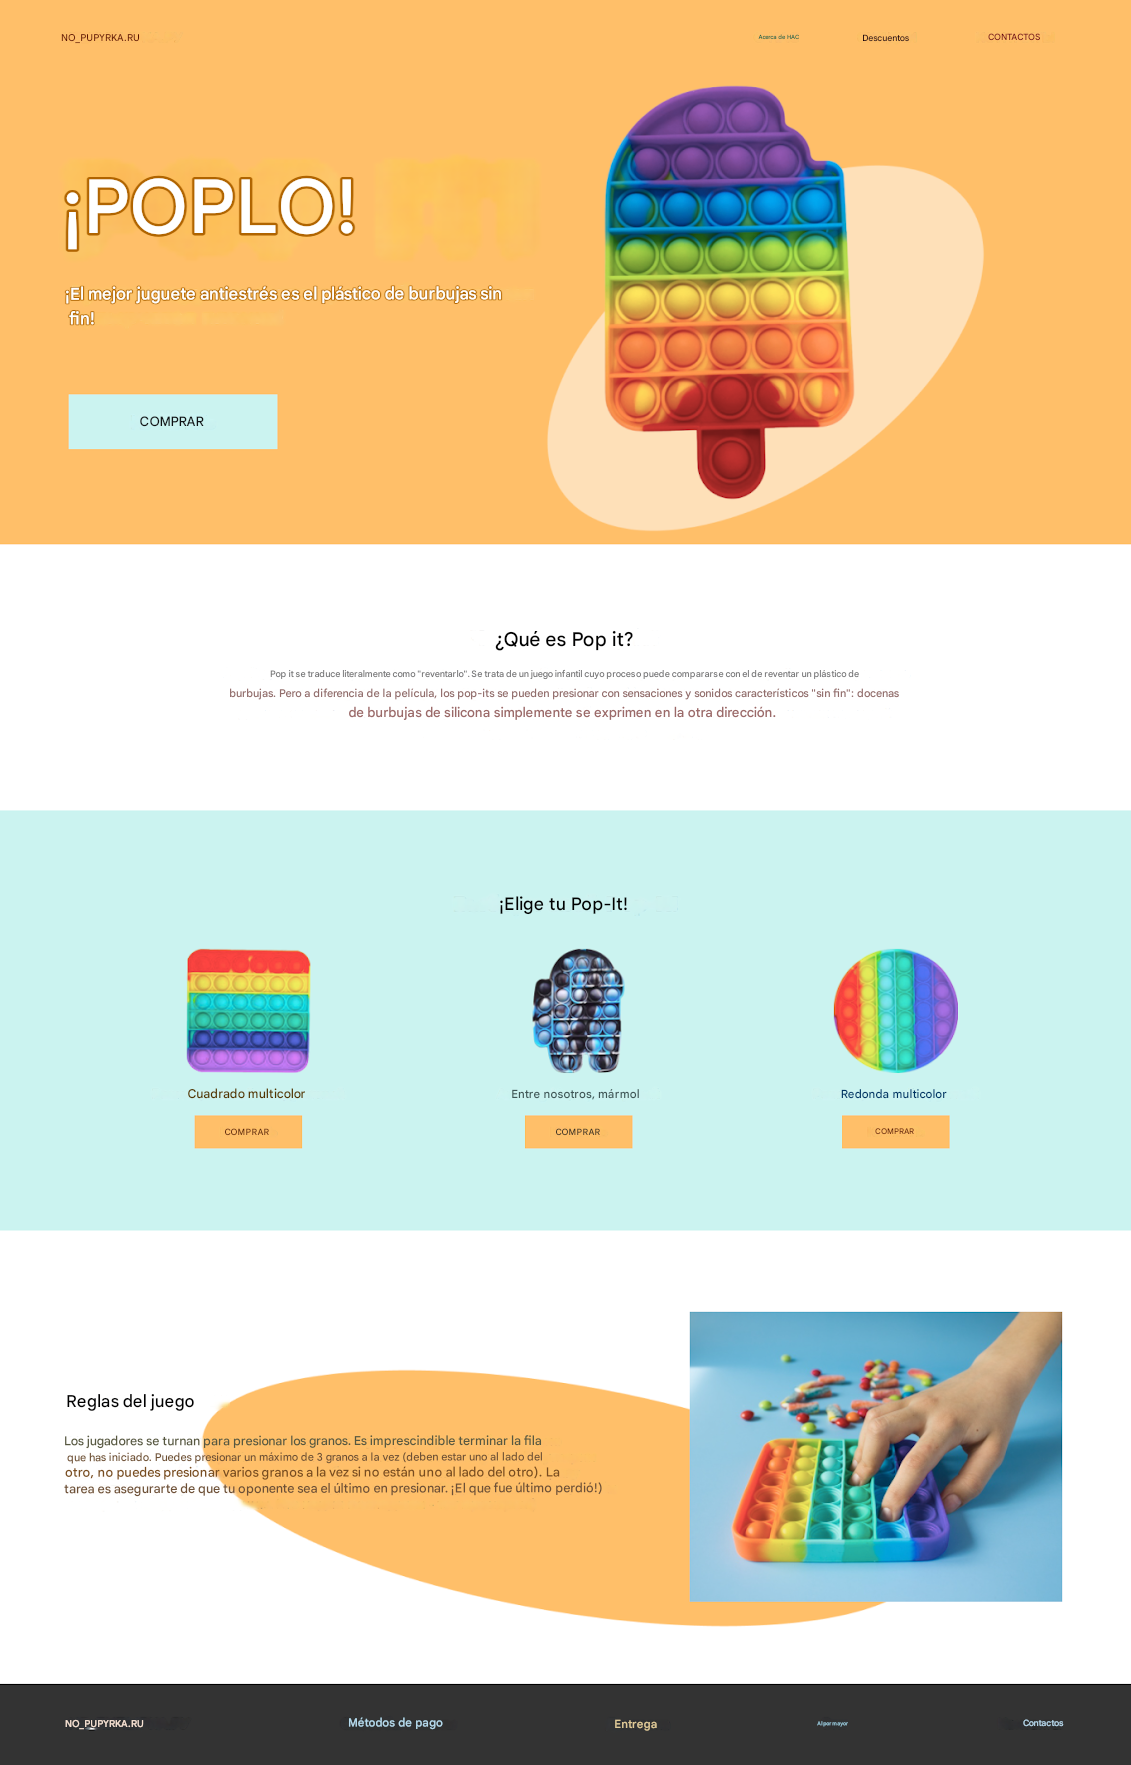 NO_PUPYRKA.RU
Acerca de HAC
Descuentos
CONTACTOS
¡POPLO!
¡El mejor juguete antiestrés es el plástico de burbujas sin
fin!
COMPRAR
¿Qué es Pop it?
Pop it se traduce literalmente como "reventarlo". Se trata de un juego infantil cuyo proceso puede compararse con el de reventar un plástico de
burbujas. Pero a diferencia de la película, los pop-its se pueden presionar con sensaciones y sonidos característicos "sin fin": docenas
de burbujas de silicona simplemente se exprimen en la otra dirección.
¡Elige tu Pop-It!
Cuadrado multicolor
Entre nosotros, mármol
Redonda multicolor
COMPRAR
COMPRAR
COMPRAR
Reglas del juego
Los jugadores se turnan para presionar los granos. Es imprescindible terminar la fila
que has iniciado. Puedes presionar un máximo de 3 granos a la vez (deben estar uno al lado del
otro, no puedes presionar varios granos a la vez si no están uno al lado del otro). La
tarea es asegurarte de que tu oponente sea el último en presionar. ¡El que fue último perdió!)
NO_PUPYRKA.RU
Métodos de pago
Entrega
Al por mayor
Contactos